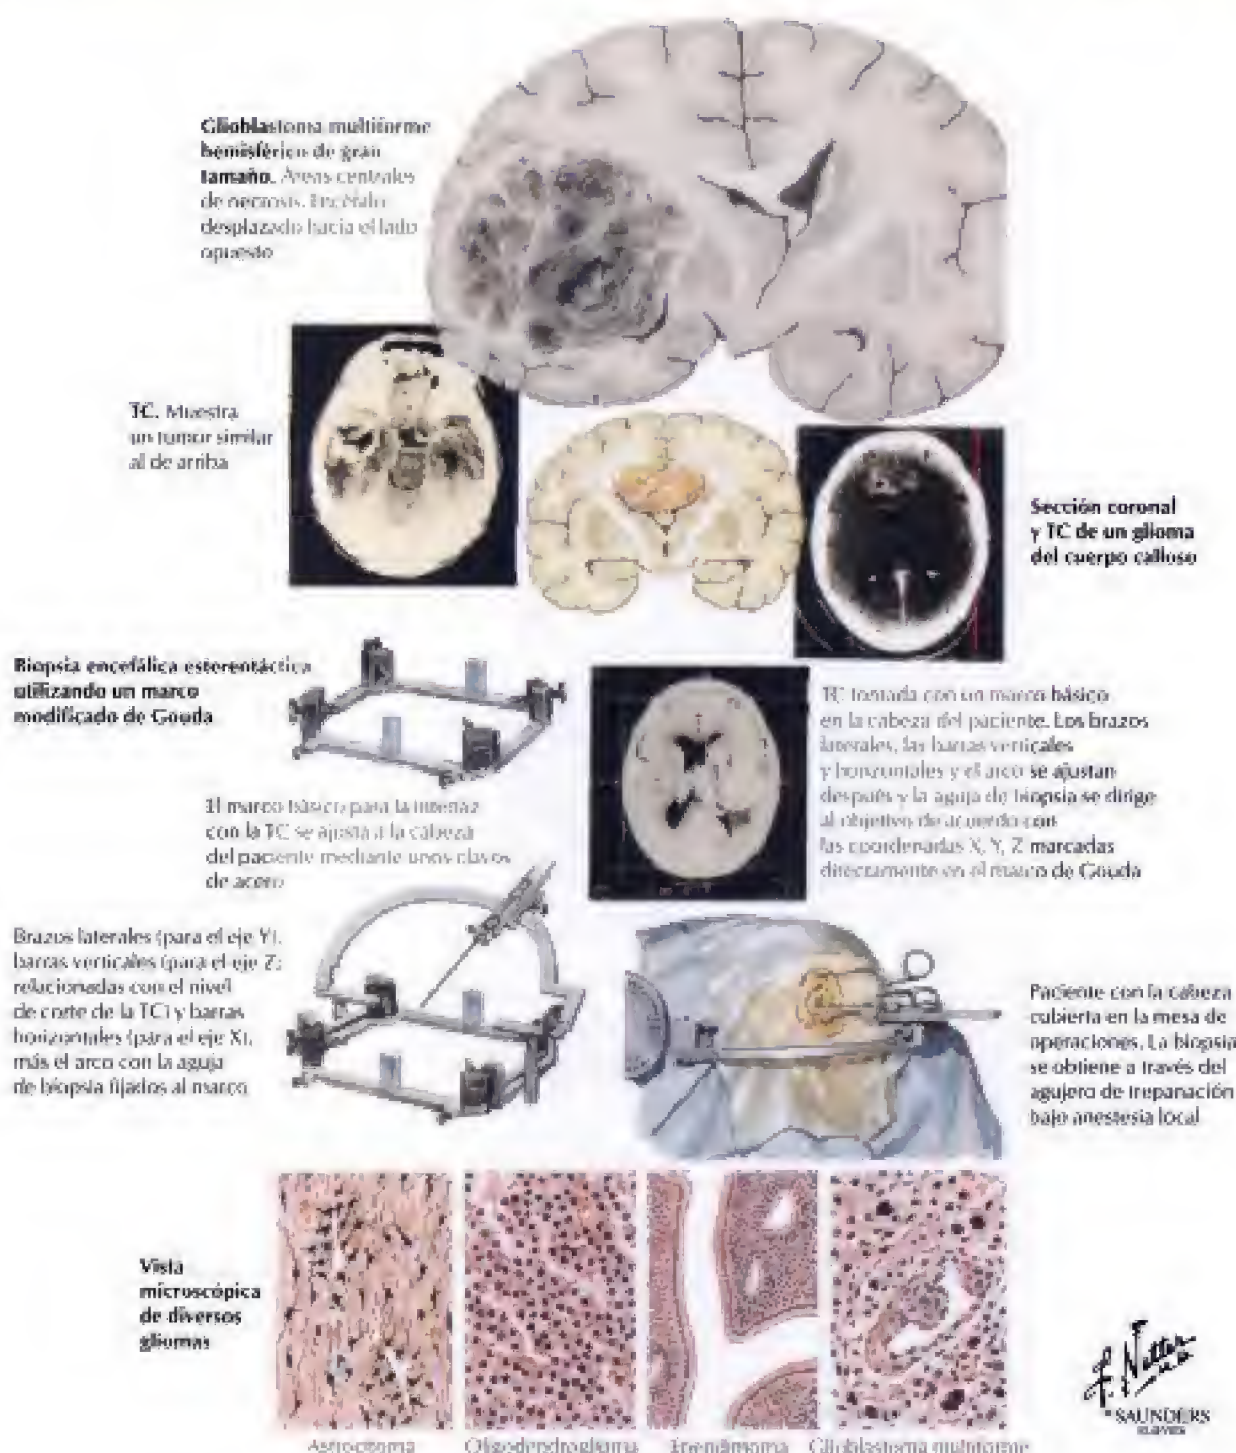 Glioblastoma multiforme
hemisférico de gran
tamaño. Áreas centrales
de necrosis. Encéfalo
desplazado hacia el lado
opuesto
TC. Muestra
un tumor similar
al de arriba
Sección coronal
y TC de un glioma
del cuerpo calloso
Biopsia encefálica estereotáctica
utilizando un marco
modificado de Gouda
El marco básico para la interfaz
con la TC se ajusta a la cabeza
del paciente mediante unos clavos
de acero
TC tomada con un marco básico
en la cabeza del paciente. Los brazos
laterales, las barras verticales
y horizontales y el arco se ajustan
después y la aguja de biopsia se dirige
al objetivo de acuerdo con
las coordenadas X, Y, Z marcadas
directamente en el marco de Gouda
Brazos laterales (para el eje Y),
barras verticales (para el eje Z;
relacionadas con el nivel
de corte de la TC) y barras
horizontales (para el eje X),
más el arco con la aguja
de biopsia fijados al marco
Paciente con la cabeza
cubierta en la mesa de
operaciones. La biopsia
se obtiene a través del
agujero de trepanación
bajo anestesia local
Vista
microscópica
de diversos
gliomas
Astrocitoma
Oligodendroglioma
Ependimoma
Glioblastoma multiforme
F. Netter
SAUNDERS
ELSEVIER